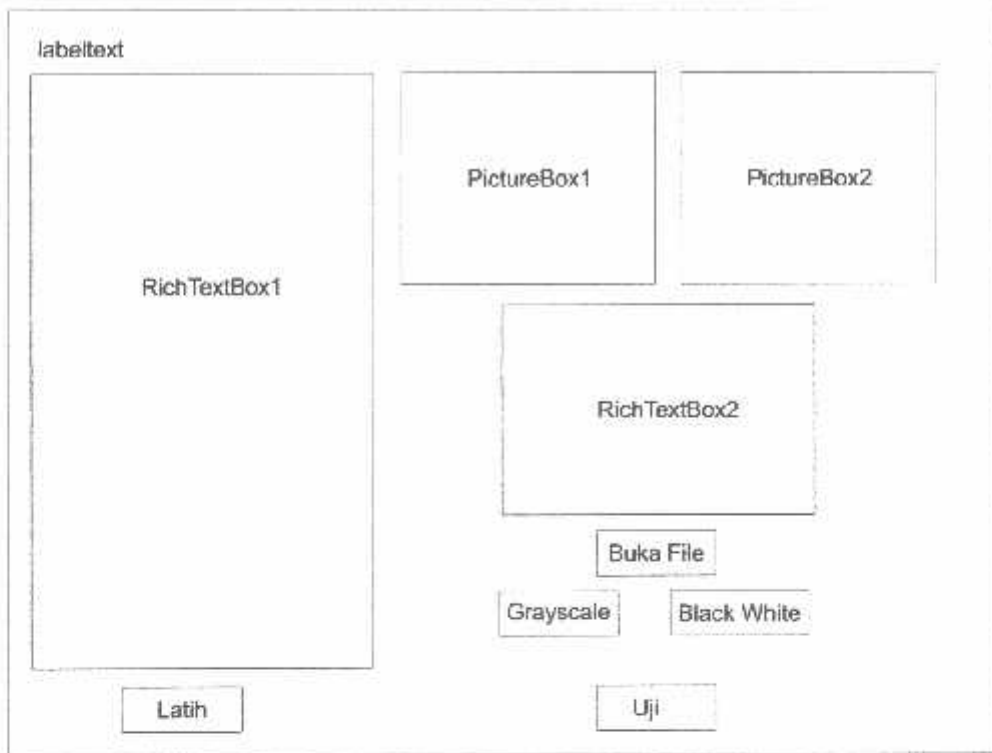 labeltext
PictureBox1
PictureBox2
RichTextBox1
RichTextBox2
Buka File
Grayscale
Black White
Latih
Uji